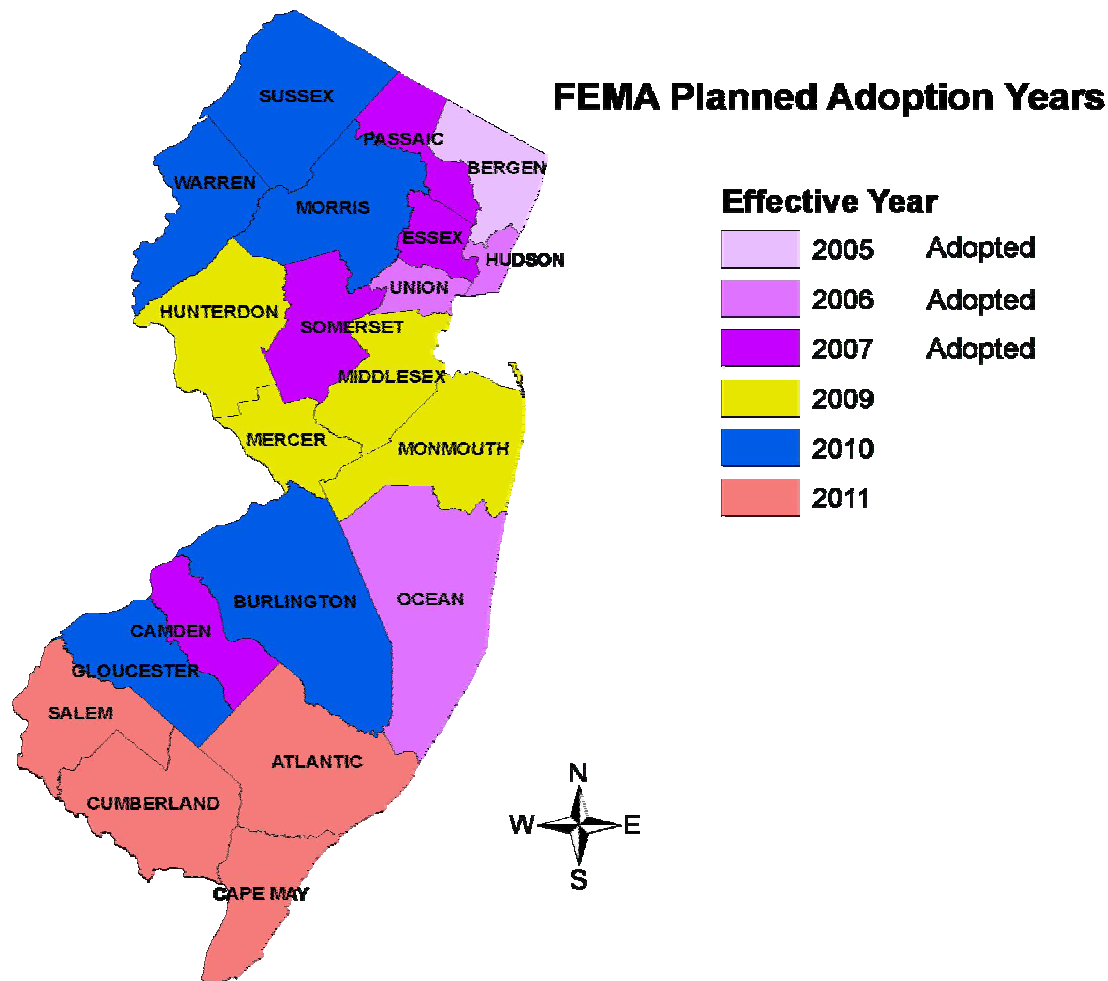 FEMA Planned Adoption Years
Effective Year
2005 Adopted
2006 Adopted
2007 Adopted
2009
2010
2011
SUSSEX
PASSAIC
BERGEN
WARREN
MORRIS
ESSEX
HUDSON
UNION
HUNTERDON
SOMERSET
MIDDLESEX
MERCER
MONMOUTH
OCEAN
BURLINGTON
CAMDEN
GLOUCESTER
SALEM
ATLANTIC
CUMBERLAND
CAPE MAY
N
W E
S